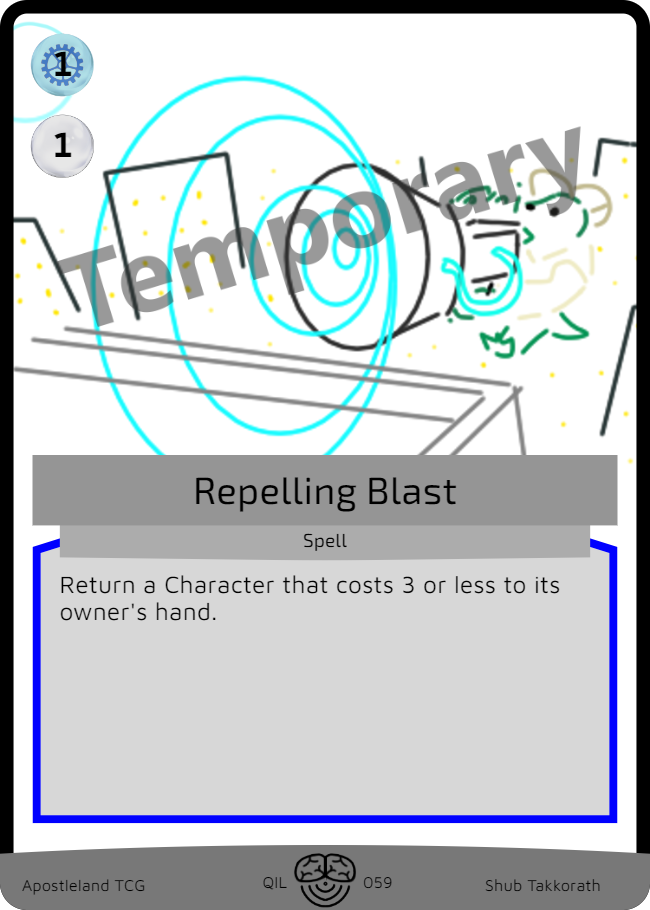 1
1
Temporary
Repelling Blast
Spell
Return a Character that costs 3 or less to its
owner's hand.
Apostleland TCG
QIL
059
Shub Takkorath